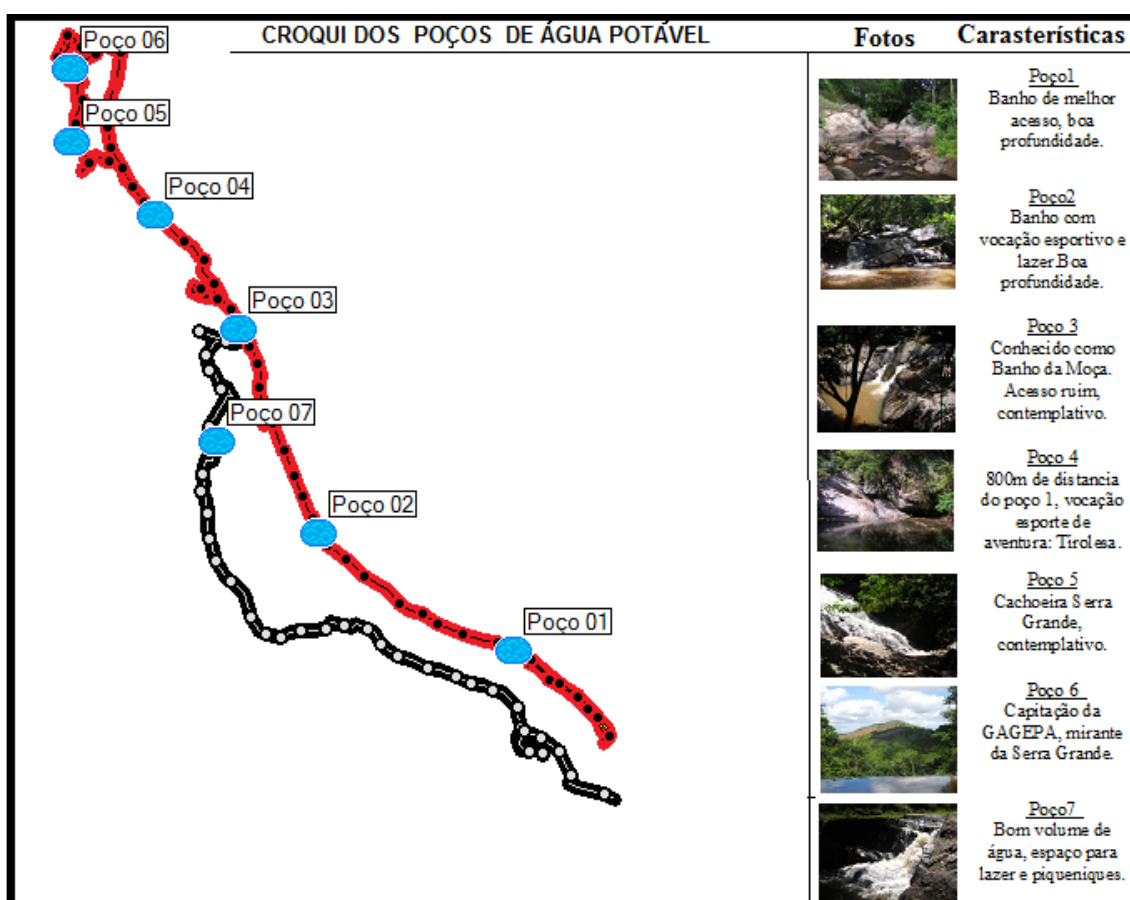 CROQUI DOS POÇOS DE ÁGUA POTÁVEL
Fotos
Carasterísticas
Poço 06
Poço 05
Poço 04
Poço 03
Poço 07
Poço 02
Poço 01
Poço1
Banho de melhor
acesso, boa
profundidade.
Poço2
Banho com
vocação esportivo e
lazer.Boa
profundidade.
Poço 3
Conhecido como
Banho da Moça.
Acesso ruim,
contemplativo.
Poço 4
800m de distancia
do poço 1, vocação
esporte de
aventura: Tirolesa.
Poço 5
Cachoeira Serra
Grande,
contemplativo.
Poço 6
Capitação da
GAGEPA, mirante
da Serra Grande.
Poço7
Bom volume de
água, espaço para
lazer e piqueniques.